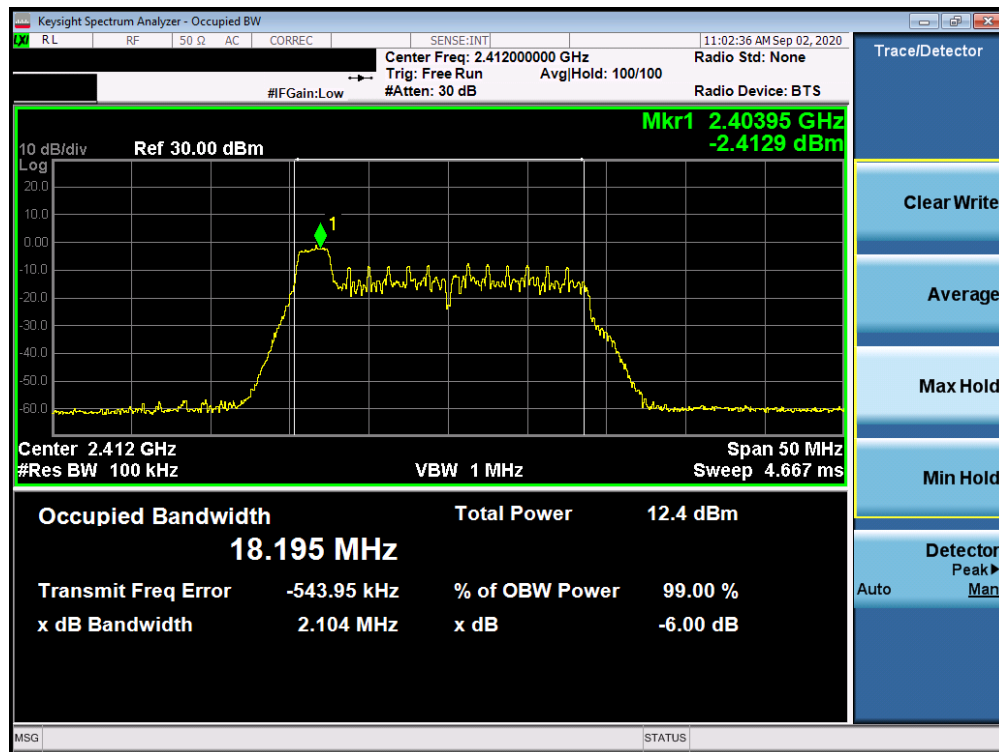 Keysight Spectrum Analyzer - Occupied BW
LXI RL RF 50 Ω AC CORREC SENSE:INT 11:02:36 AM Sep 02, 2020
Center Freq: 2.412000000 GHz Radio Std: None
Trig: Free Run Avg|Hold: 100/100
#IFGain:Low #Atten: 30 dB Radio Device: BTS
Trace/Detector
Mkr1 2.40395 GHz
10 dB/div Ref 30.00 dBm -2.4129 dBm
Log
20.0
10.0
1
0.00
-10.0
-20.0
-30.0
-40.0
-50.0
-60.0
Center 2.412 GHz Span 50 MHz
#Res BW 100 kHz VBW 1 MHz Sweep 4.667 ms
Occupied Bandwidth Total Power 12.4 dBm
18.195 MHz
Transmit Freq Error -543.95 kHz % of OBW Power 99.00 %
x dB Bandwidth 2.104 MHz x dB -6.00 dB
Clear Write
Average
Max Hold
Min Hold
Detector
Peak▶
Auto Man
MSG STATUS